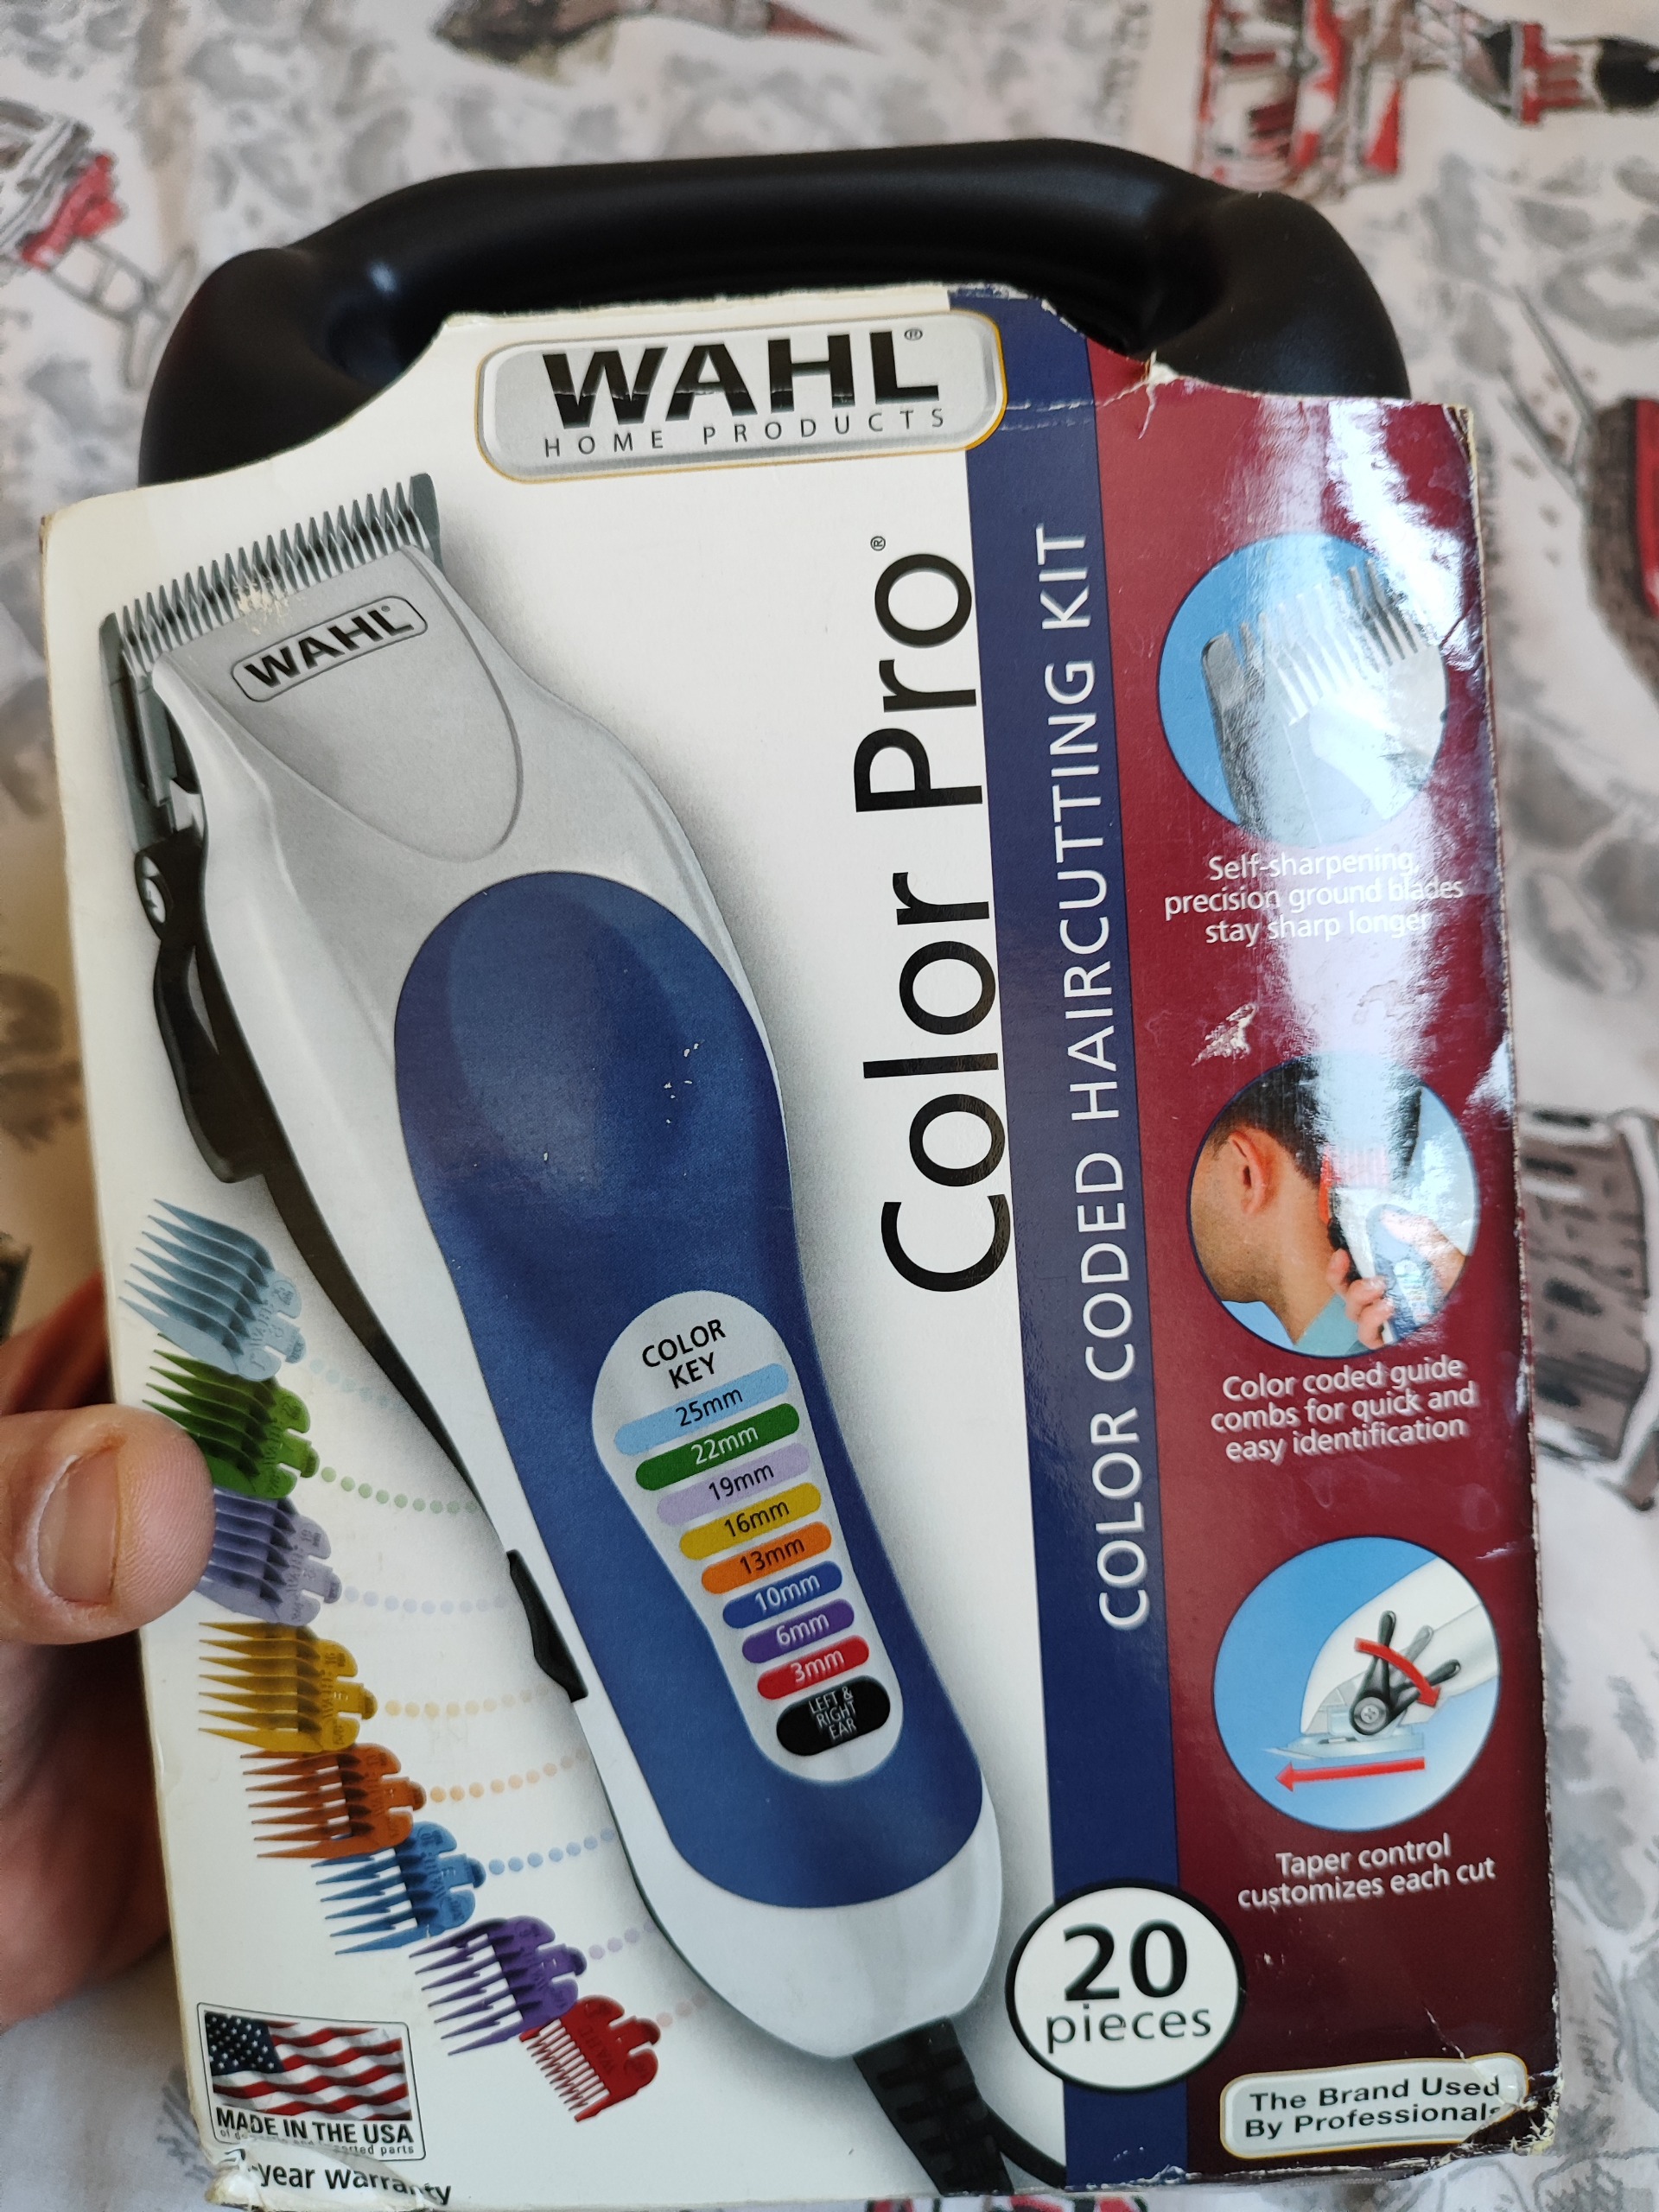 WAHL®
HOME PRODUCTS
WAHL®
Color Pro®
COLOR CODED HAIRCUTTING KIT
Self-sharpening,
precision ground blades
stay sharp longer
Color coded guide
combs for quick and
easy identification
Taper control
customizes each cut
COLOR
KEY
25mm
22mm
19mm
16mm
13mm
10mm
6mm
3mm
LEFT &
RIGHT
EAR
20
pieces
The Brand Used
By Professionals
MADE IN THE USA
parts
-year Warranty